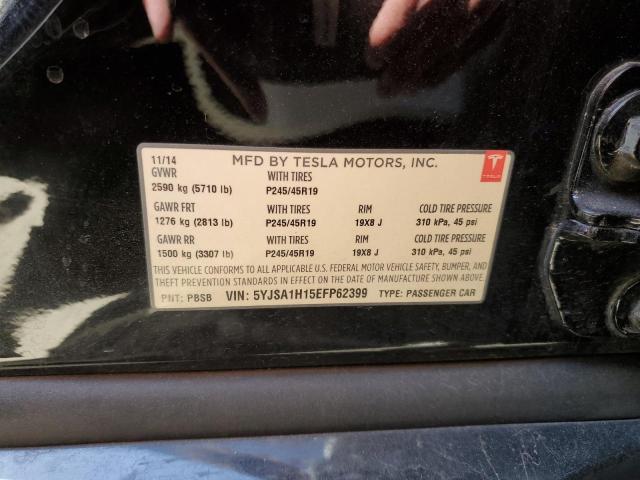 11/14 MFD BY TESLA MOTORS, INC. TESLA
GVWR WITH TIRES
2590 kg (5710 lb) P245/45R19
GAWR FRT WITH TIRES RIM COLD TIRE PRESSURE
1276 kg (2813 lb) P245/45R19 19X8 J 310 kPa, 45 psi
GAWR RR WITH TIRES RIM COLD TIRE PRESSURE
1500 kg (3307 lb) P245/45R19 19X8 J 310 kPa, 45 psi
THIS VEHICLE CONFORMS TO ALL APPLICABLE U.S. FEDERAL MOTOR VEHICLE SAFETY, BUMPER, AND
THEFT PREVENTION STANDARDS IN EFFECT ON THE DATE OF MANUFACTURE SHOWN ABOVE.
PNT: PBSB VIN: 5YJSA1H15EFP62399 TYPE: PASSENGER CAR